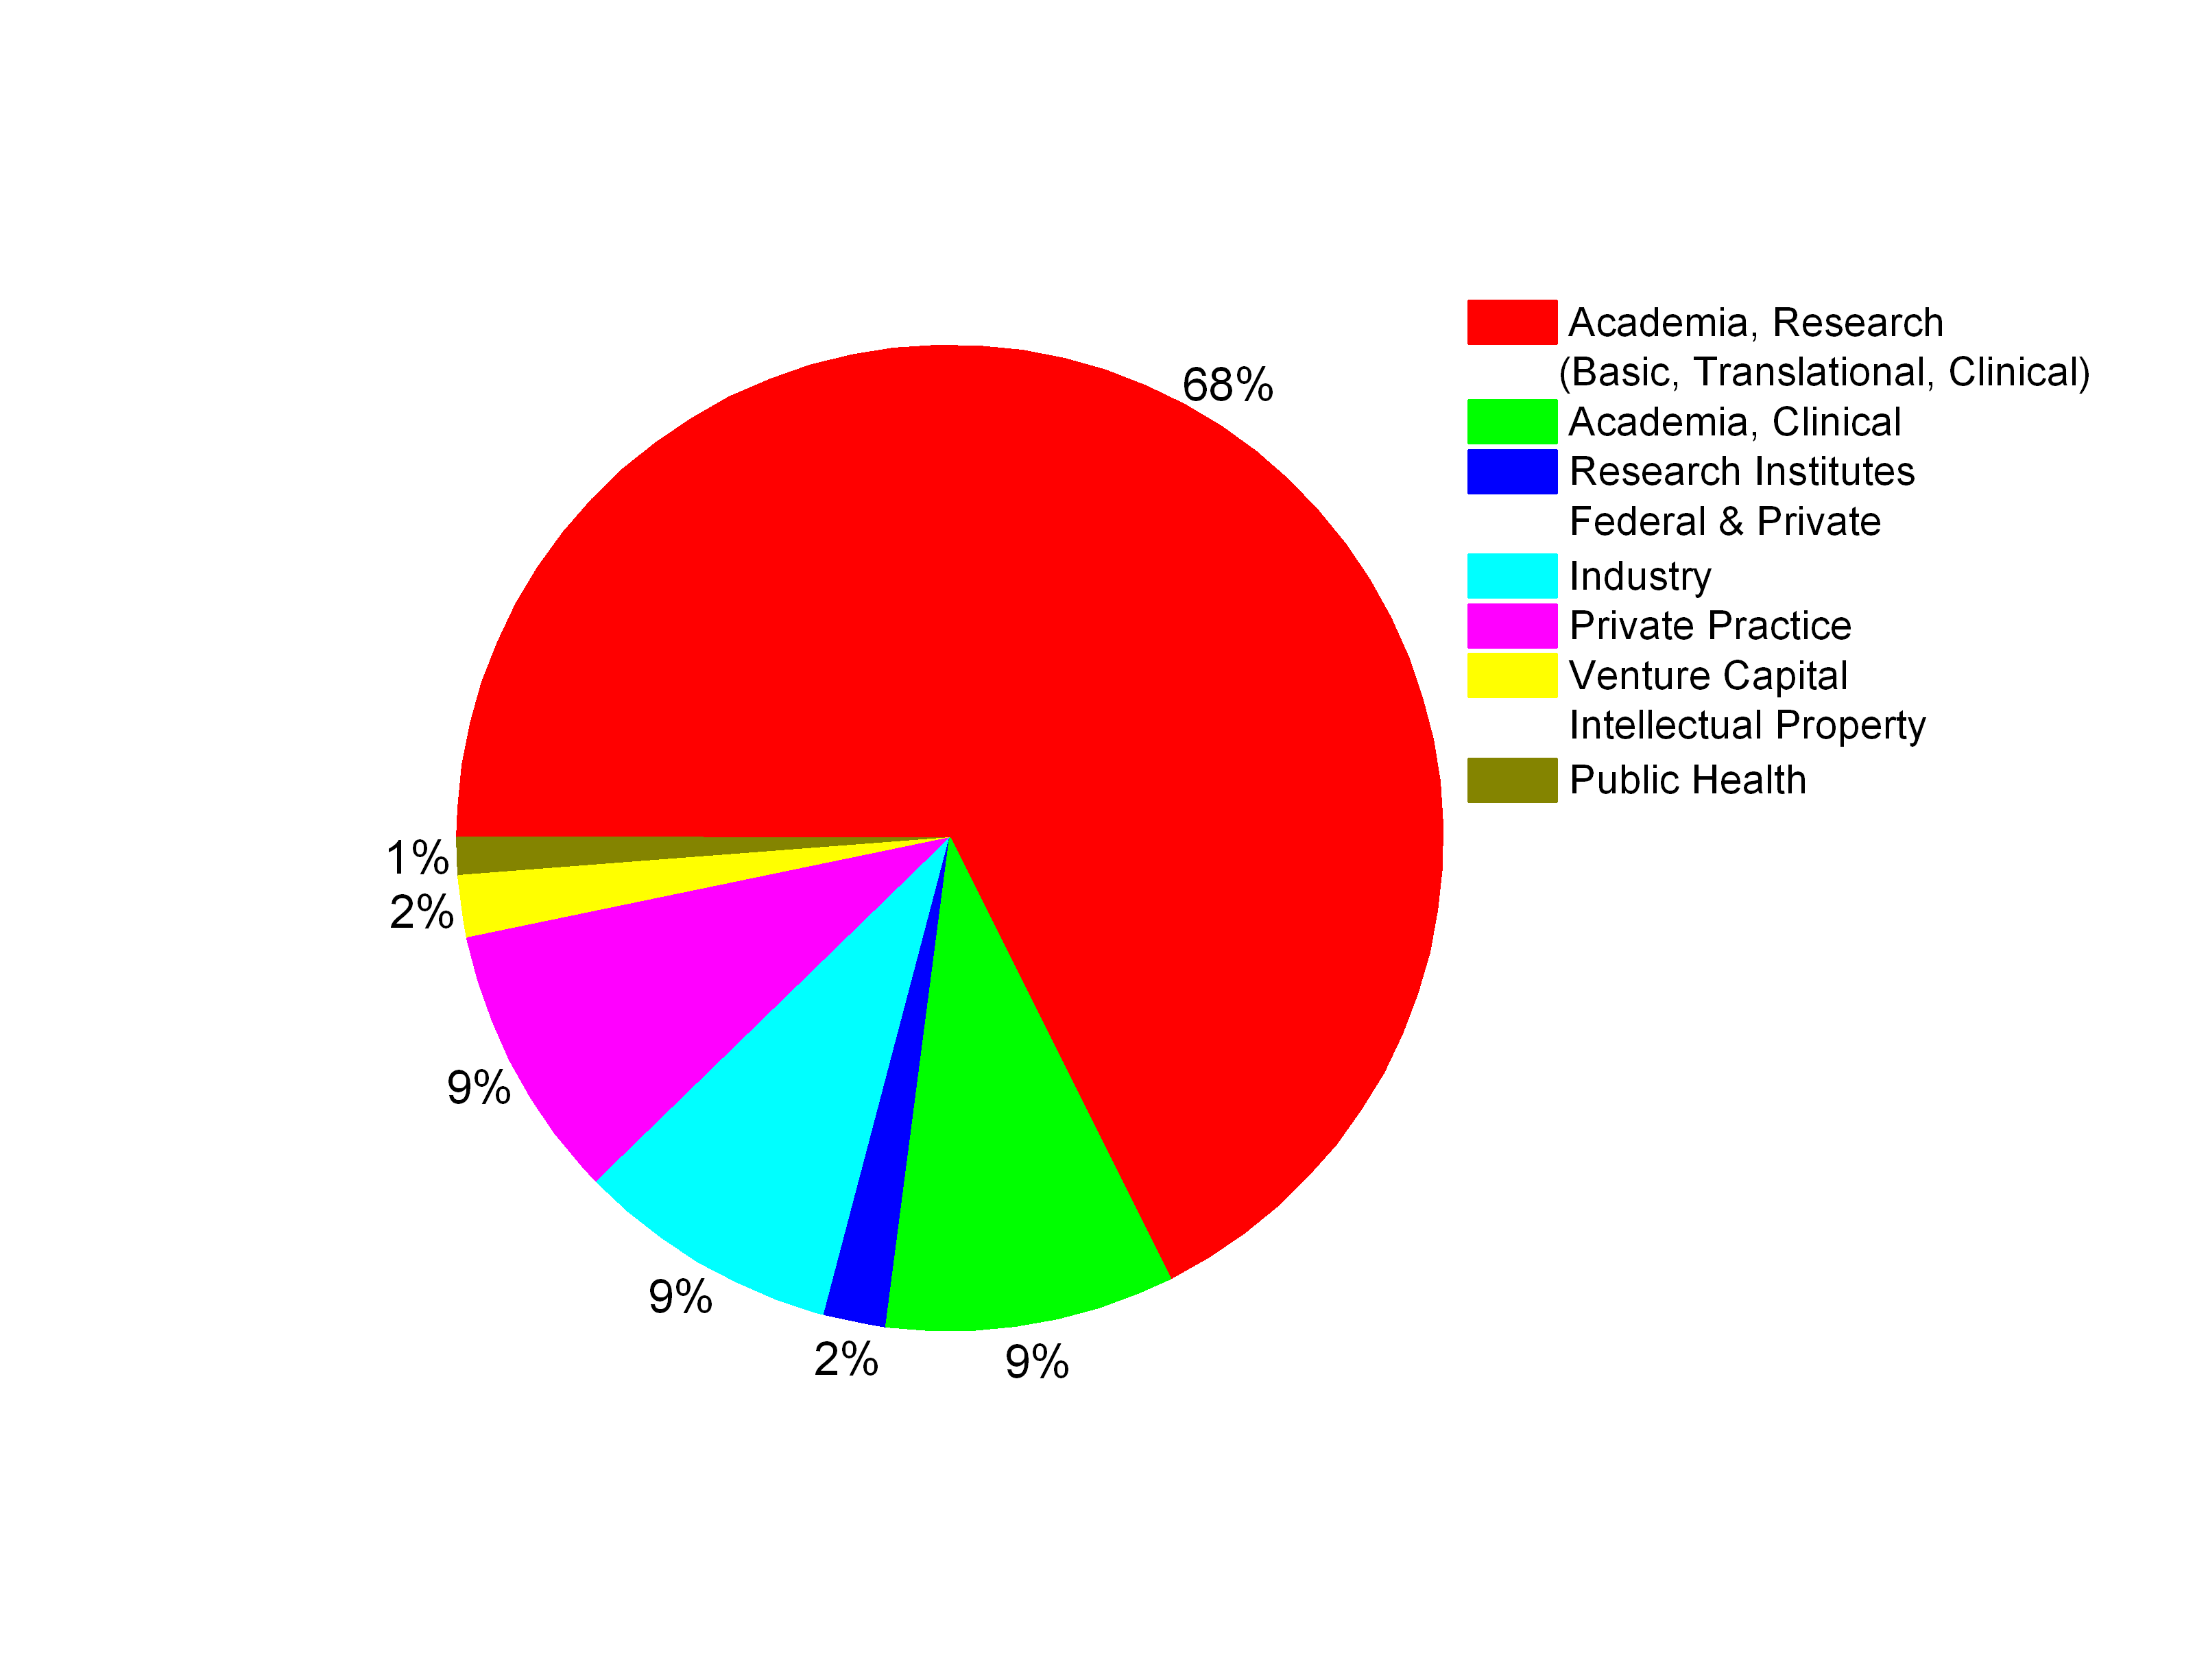 68%
Academia, Research
(Basic, Translational, Clinical)
Academia, Clinical
Research Institutes
Federal & Private
Industry
Private Practice
Venture Capital
Intellectual Property
Public Health
1%
2%
9%
9%
2%
9%